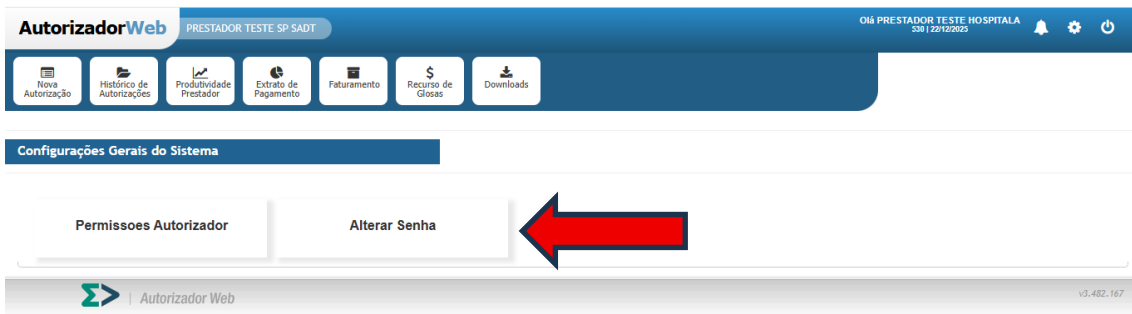 AutorizadorWeb
PRESTADOR TESTE SP SADT
Olá PRESTADOR TESTE HOSPITALA
530 | 22/12/2025
Nova
Autorização
Histórico de
Autorizações
Produtividade
Prestador
Extrato de
Pagamento
Faturamento
Recurso de
Glosas
Downloads
Configurações Gerais do Sistema
Permissoes Autorizador
Alterar Senha
| Autorizador Web
v3.482.167